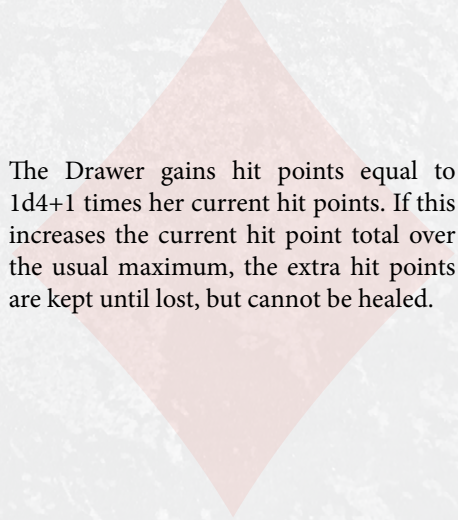 The Drawer gains hit points equal to
1d4+1 times her current hit points. If this
increases the current hit point total over
the usual maximum, the extra hit points
are kept until lost, but cannot be healed.